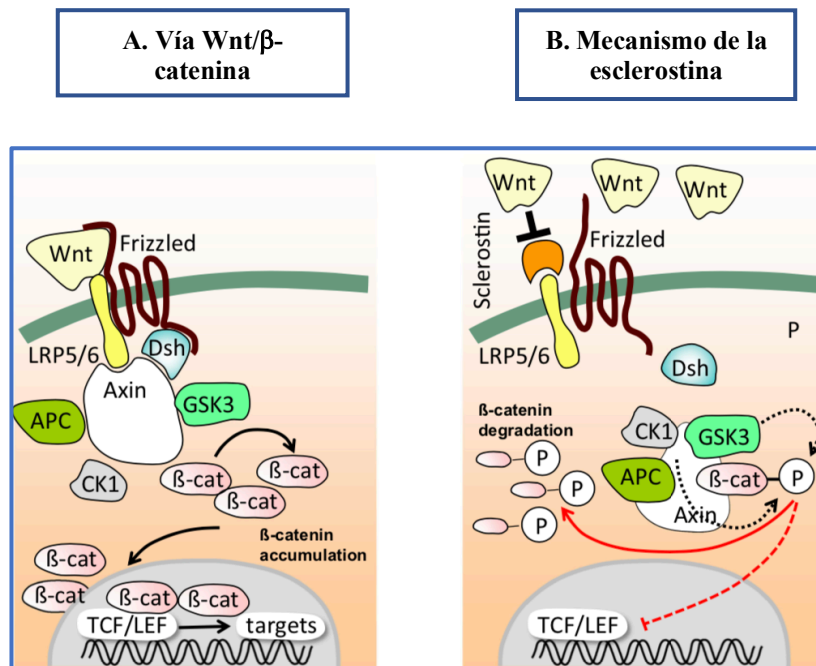 A. Vía Wnt/β-
catenina
B. Mecanismo de la
esclerostina
Wnt
Frizzled
LRP5/6
Dsh
Axin
APC
GSK3
CK1
ß-cat
ß-cat
ß-cat
ß-catenin
accumulation
ß-cat
ß-cat
ß-cat
ß-cat
TCF/LEF
targets
Wnt
Wnt
Wnt
Sclerostin
Frizzled
LRP5/6
P
Dsh
ß-catenin
degradation
CK1
GSK3
P
APC
ß-cat
P
P
Axin
P
TCF/LEF